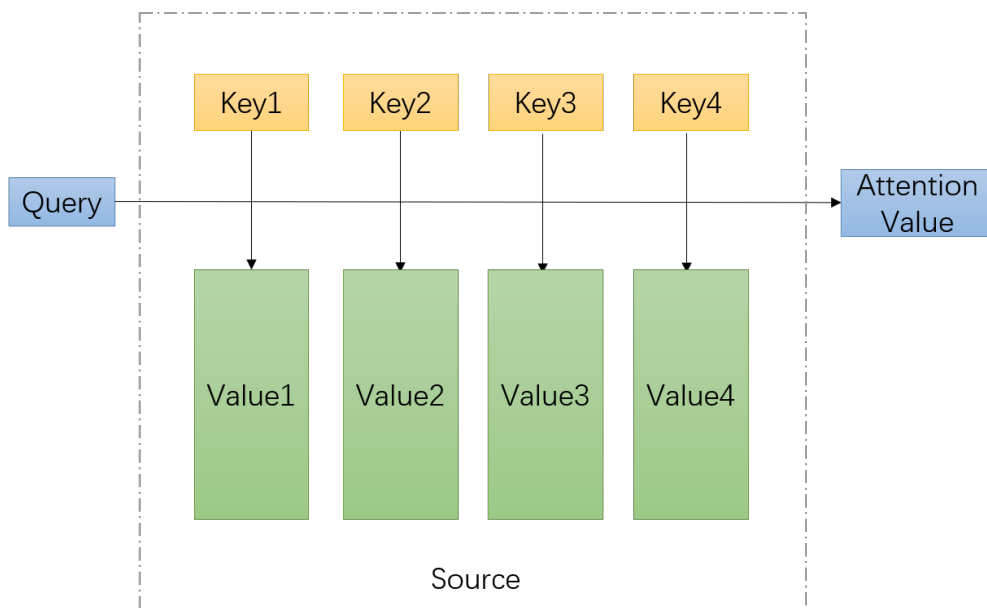 Key1 Key2 Key3 Key4
Query
Attention
Value
Value1 Value2 Value3 Value4
Source